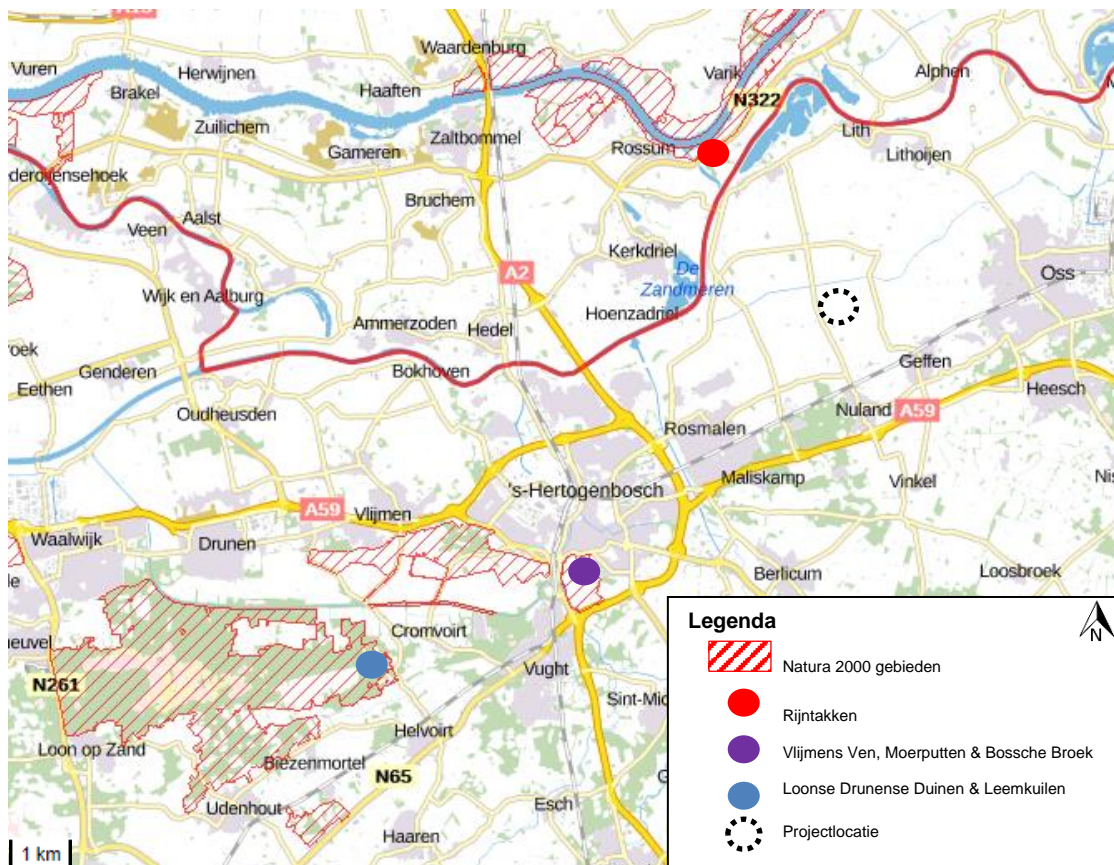 Waardenburg
Vuren
Herwijnen
Haaften
Varik
Alphen
Brakel
N322
Zuilichem
Zaltbommel
Lith
Gameren
Rossum
Lithoijen
Bruchem
Aalst
Veen
Kerkdriel
De
Zandmeren
Oss
A2
Wijk en Aalburg
Hoenzadriel
Ammerzoden
Hedel
Geffen
Genderen
Bokhoven
Eethen
Heesch
Oudheusden
Nuland
A59
Rosmalen
Maliskamp
Vinkel
's-Hertogenbosch
A59
Vlijmen
Waalwijk
Drunen
Berlicum
Loosbroek
Cromvoirt
Vught
N261
Helvoirt
Loon op Zand
Biezenmortel
N65
Udenhout
Esch
Haaren
1 km
Legenda
N
Natura 2000 gebieden
Rijntakken
Vlijmens Ven, Moerputten & Bossche Broek
Loonse Drunense Duinen & Leemkuilen
Projectlocatie